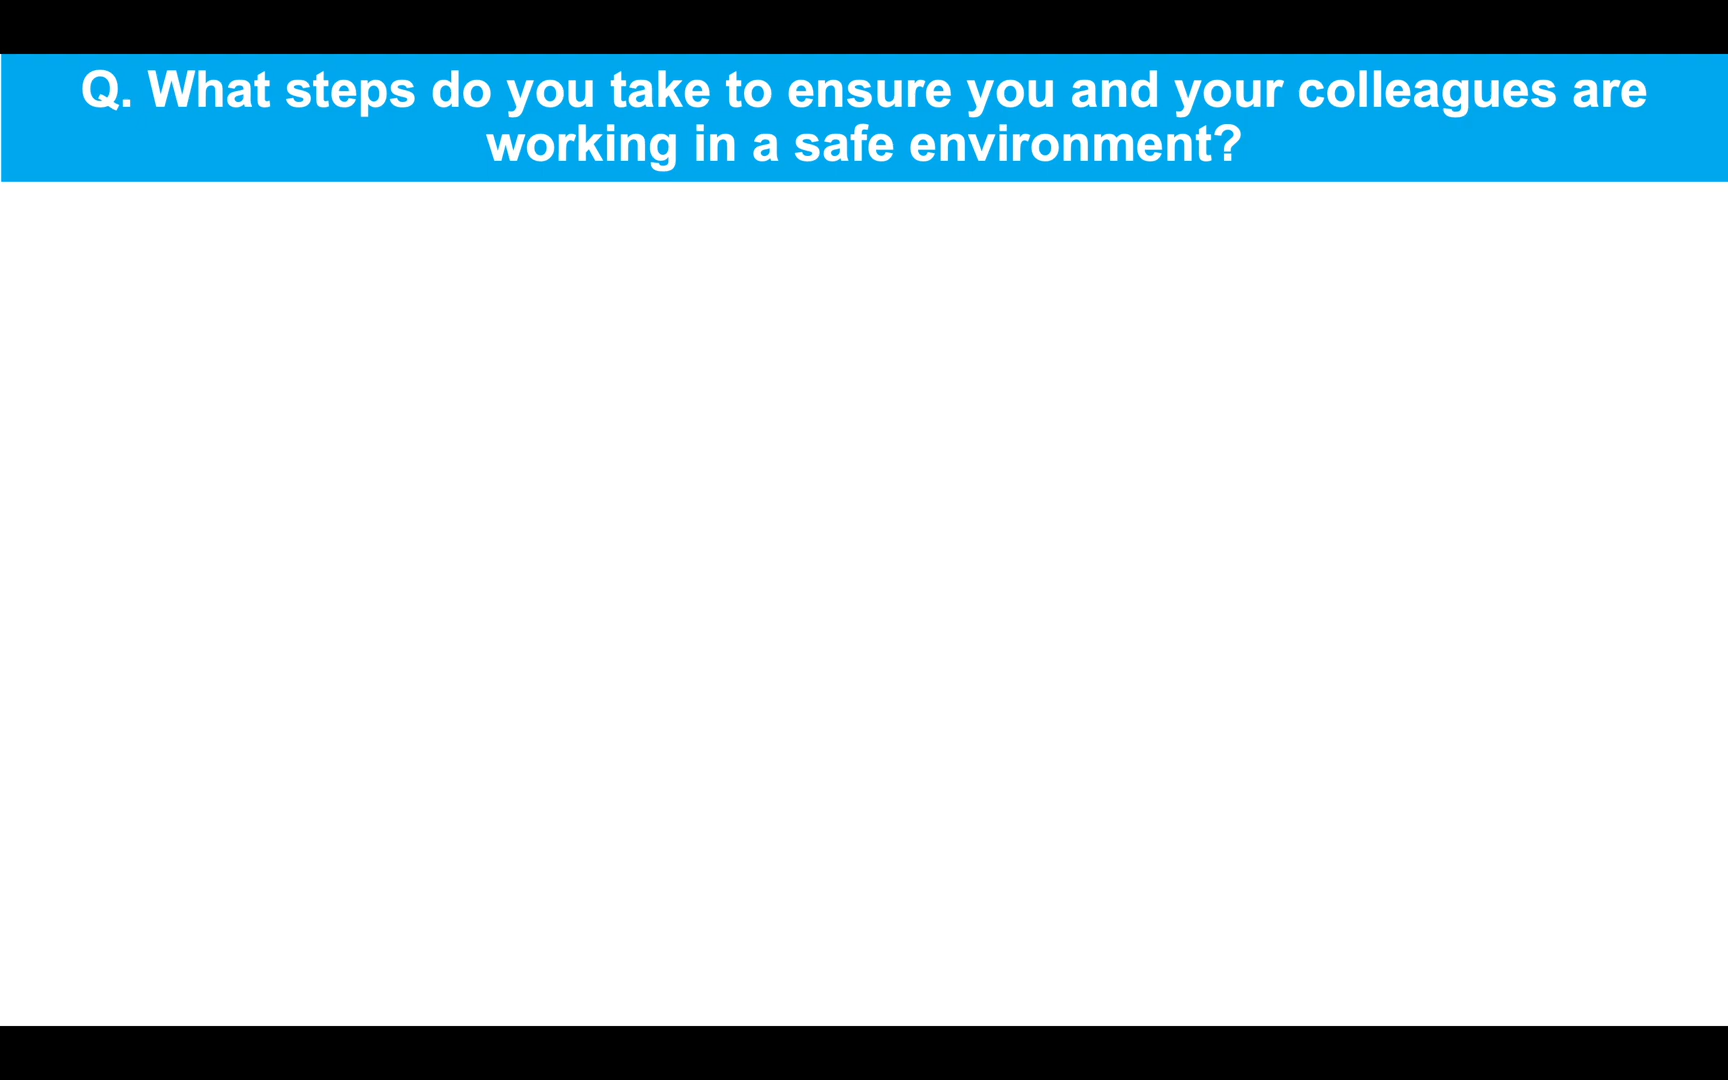 Q. What steps do you take to ensure you and your colleagues are
working in a safe environment?